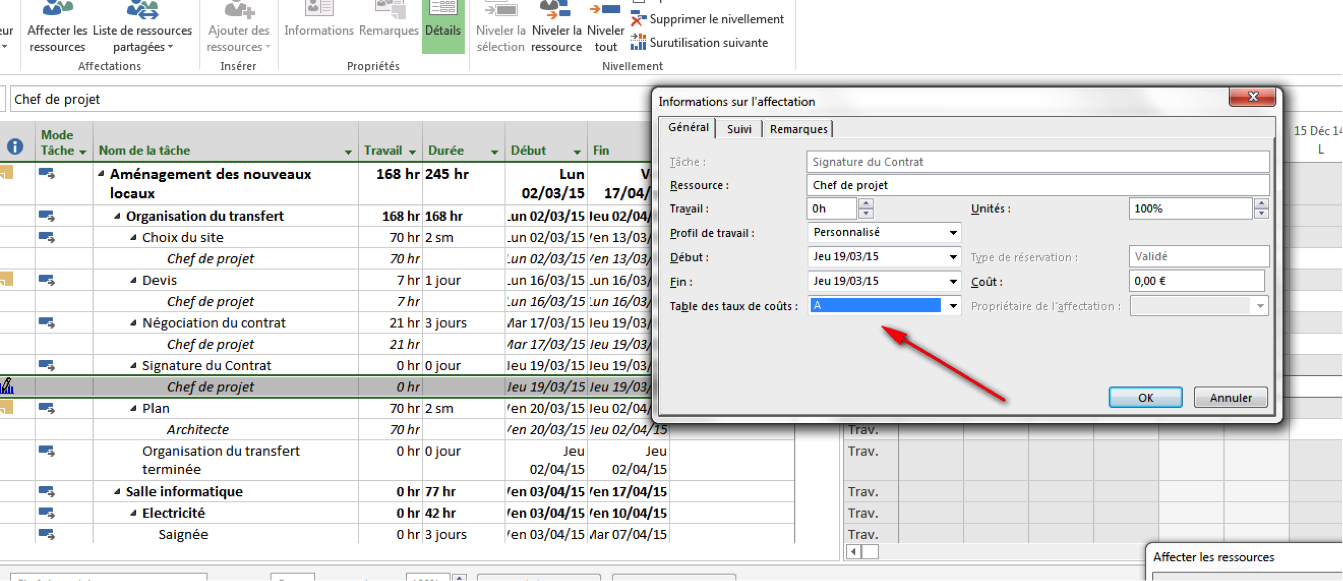 eur
Affecter les ressources
Liste de ressources partagées
Ajouter des ressources
Informations
Remarques
Détails
Niveler la sélection
Niveler la ressource
Niveler tout
Supprimer le nivellement
Surutilisation suivante
Affectations
Insérer
Propriétés
Nivellement
Chef de projet
Mode Tâche
Nom de la tâche
Travail
Durée
Début
Fin
Aménagement des nouveaux locaux 168 hr 245 hr Lun 02/03/15 V 17/04/
Organisation du transfert 168 hr 168 hr Lun 02/03/15 Jeu 02/04/
Choix du site 70 hr 2 sm Lun 02/03/15 Ven 13/03/
Chef de projet 70 hr Lun 02/03/15 Ven 13/03/
Devis 7 hr 1 jour Lun 16/03/15 Lun 16/03/
Chef de projet 7 hr Lun 16/03/15 Lun 16/03/
Négociation du contrat 21 hr 3 jours Mar 17/03/15 Jeu 19/03/
Chef de projet 21 hr Mar 17/03/15 Jeu 19/03/
Signature du Contrat 0 hr 0 jour Jeu 19/03/15 Jeu 19/03/
Chef de projet 0 hr Jeu 19/03/15 Jeu 19/03/
Plan 70 hr 2 sm Ven 20/03/15 Jeu 02/04/
Architecte 70 hr Ven 20/03/15 Jeu 02/04/15
Organisation du transfert terminée 0 hr 0 jour Jeu 02/04/15 Jeu 02/04/15
Salle informatique 0 hr 77 hr Ven 03/04/15 Ven 17/04/15
Electricité 0 hr 42 hr Ven 03/04/15 Ven 10/04/15
Saignée 0 hr 3 jours Ven 03/04/15 Mar 07/04/15
Informations sur l'affectation
Général Suivi Remarques
Tâche : Signature du Contrat
Ressource : Chef de projet
Travail : 0h Unités : 100%
Profil de travail : Personnalisé
Début : Jeu 19/03/15 Type de réservation : Validé
Fin : Jeu 19/03/15 Coût : 0,00 €
Table des taux de coûts : A Propriétaire de l'affectation :
OK Annuler
15 Déc 14
L
Trav.
Trav.
Trav.
Trav.
Trav.
Affecter les ressources